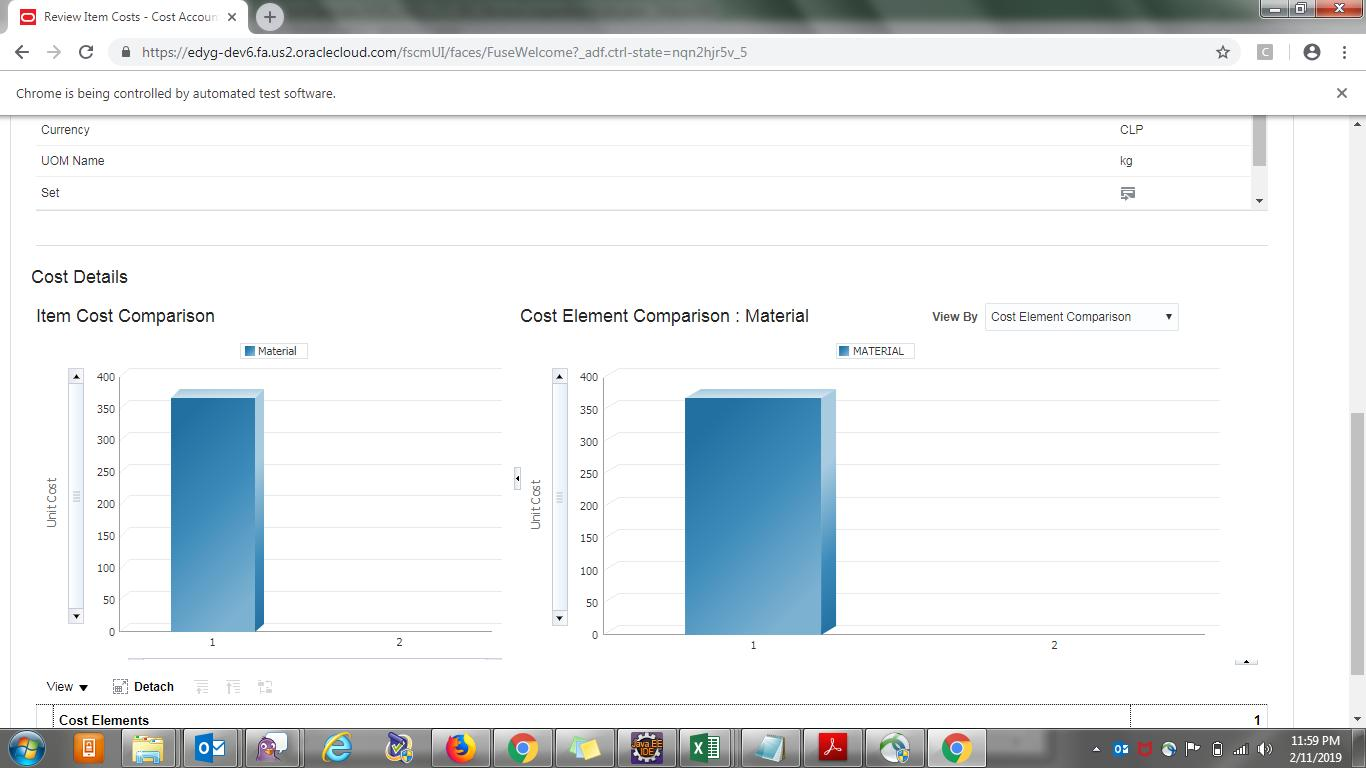 Review Item Costs - Cost Accoun
https://edyg-dev6.fa.us2.oraclecloud.com/fscmUI/faces/FuseWelcome?_adf.ctrl-state=nqn2hjr5v_5
C
Chrome is being controlled by automated test software.
Currency CLP
UOM Name kg
Set
Cost Details
Item Cost Comparison
Cost Element Comparison : Material
View By Cost Element Comparison
Material
Unit Cost
400
350
300
250
200
150
100
50
0
1 2
MATERIAL
Unit Cost
400
350
300
250
200
150
100
50
0
1 2
View Detach
Cost Elements 1
Java EE
IDE
11:59 PM
2/11/2019